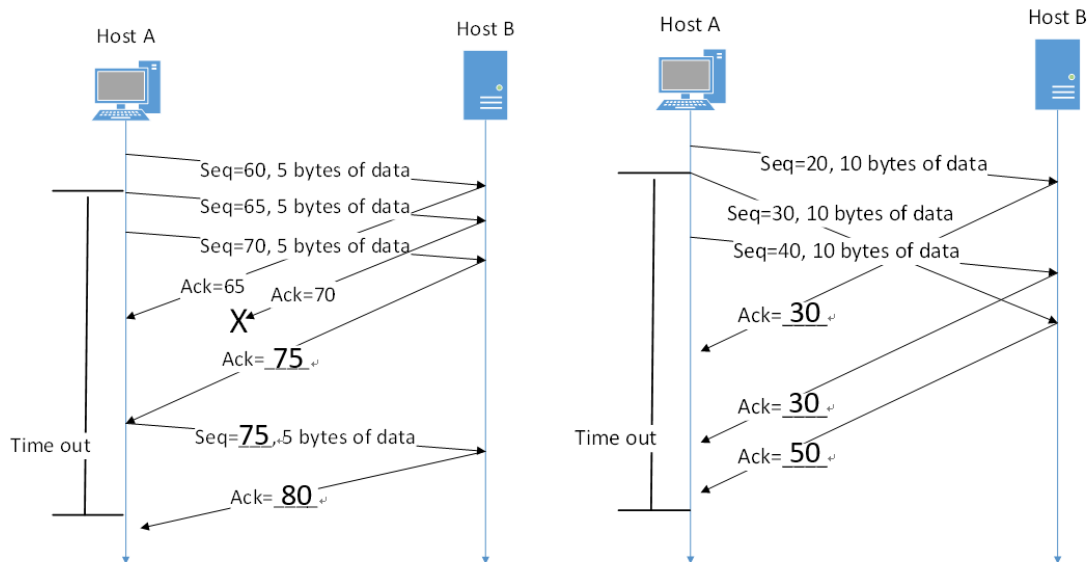 Host A
Host B
Seq=60, 5 bytes of data
Seq=65, 5 bytes of data
Seq=70, 5 bytes of data
Ack=65
Ack=70
X
Ack= 75
Seq=75, 5 bytes of data
Time out
Ack= 80
Host A
Host B
Seq=20, 10 bytes of data
Seq=30, 10 bytes of data
Seq=40, 10 bytes of data
Ack= 30
Ack= 30
Time out
Ack= 50